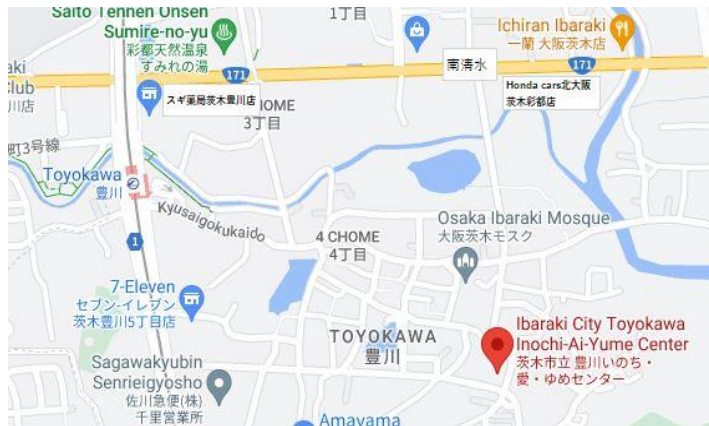 Saito Tennen Onsen
Sumire-no-yu
彩都天然温泉
すみれの湯
1丁目
Ichiran Ibaraki
一蘭 大阪茨木店
171
南清水
171
Honda cars北大阪
茨木彩都店
aki
Club
川店
スギ薬局茨木豊川店
HOME
3丁目
町3号線
Toyokawa
豊川
Kyusaigokukaido
1
4 CHOME
4丁目
Osaka Ibaraki Mosque
大阪茨木モスク
7-Eleven
セブン-イレブン
茨木豊川5丁目店
TOYOKAWA
豊川
Ibaraki City Toyokawa
Inochi-Ai-Yume Center
茨木市立 豊川いのち・
愛・ゆめセンター
Sagawakyubin
Senrieigyosho
佐川急便(株)
千里営業所
Amayama